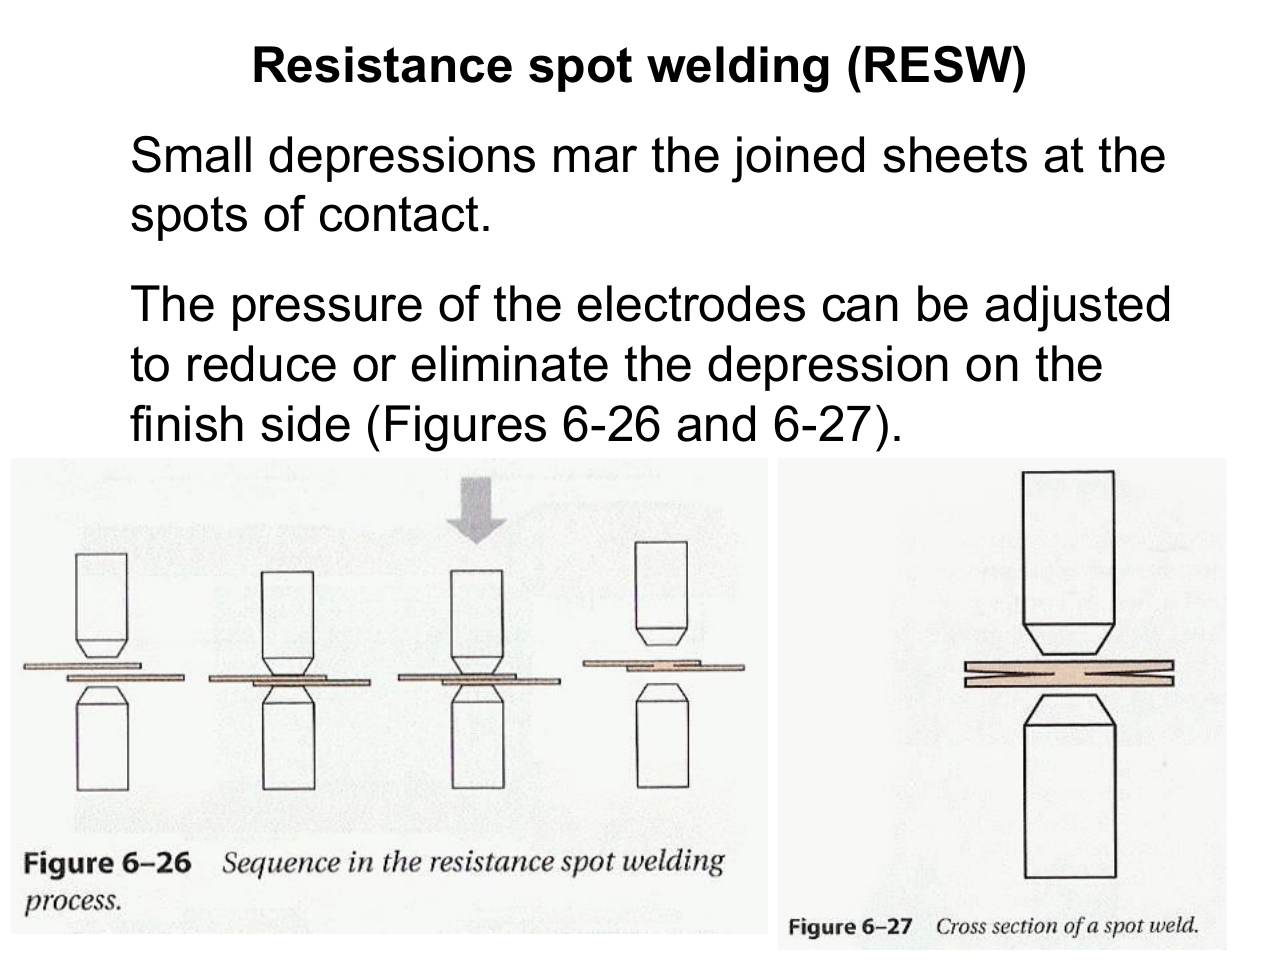 Resistance spot welding (RESW)
Small depressions mar the joined sheets at the
spots of contact.
The pressure of the electrodes can be adjusted
to reduce or eliminate the depression on the
finish side (Figures 6-26 and 6-27).
Figure 6–26 Sequence in the resistance spot welding
process.
Figure 6–27 Cross section of a spot weld.